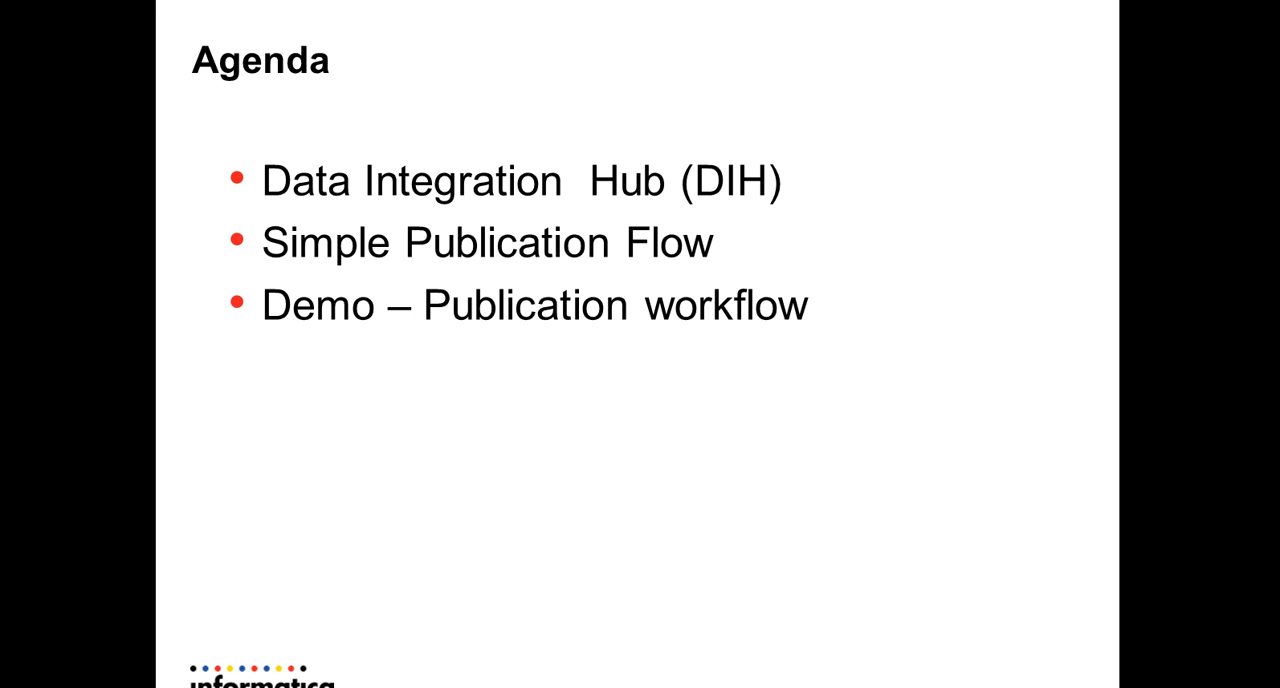 Agenda
• Data Integration  Hub (DIH)
• Simple Publication Flow
• Demo – Publication workflow
informatica